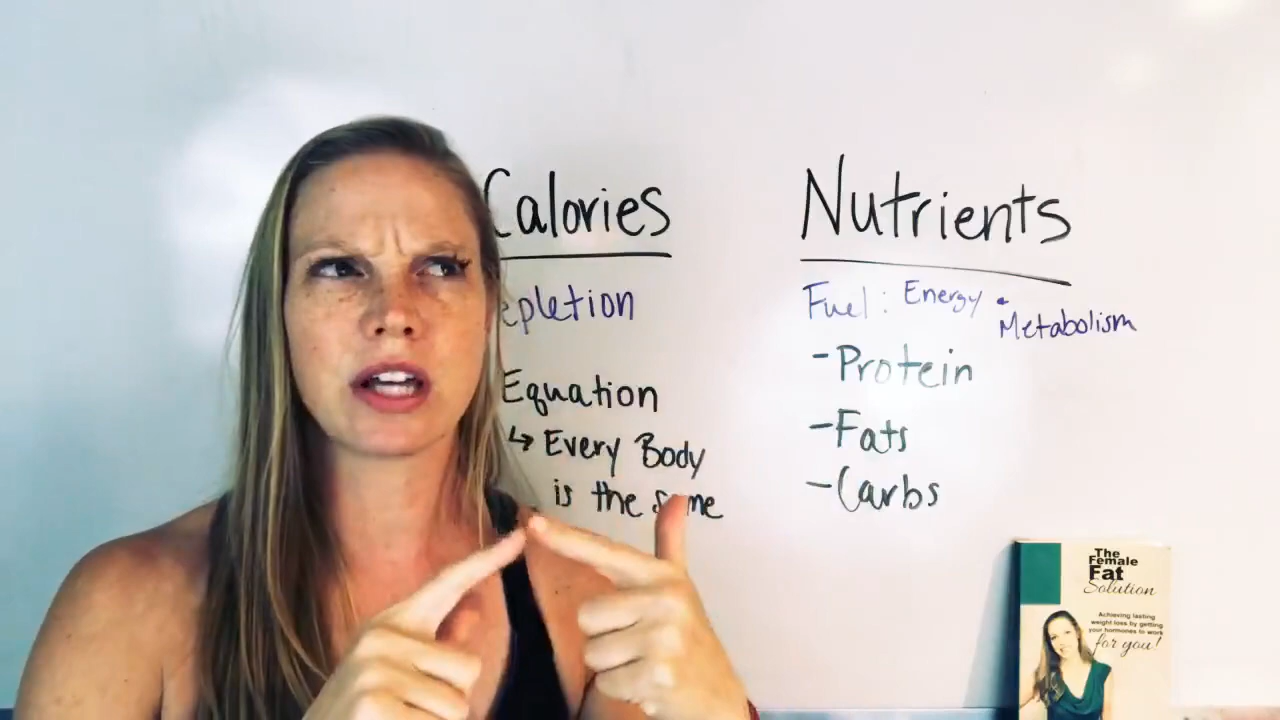 Calories
epletion
Equation
↳ Every Body
is the same
Nutrients
Fuel: Energy &
Metabolism
-Protein
-Fats
-Carbs
The
Female
Fat
Solution
Achieving lasting
weight loss by getting
your hormones to work
for you!